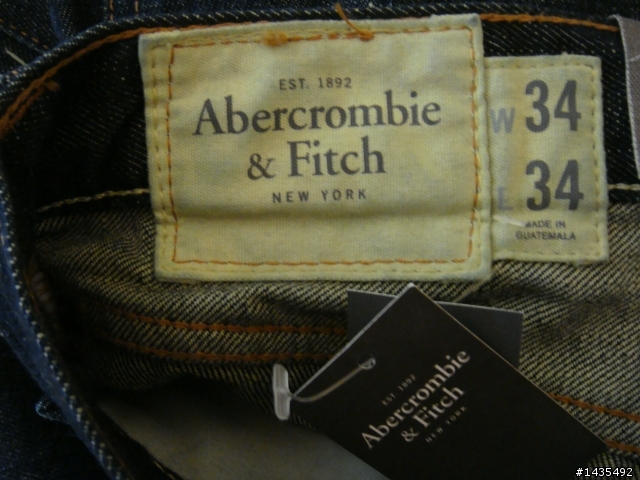 EST. 1892
Abercrombie
& Fitch
NEW YORK
W 34
L 34
MADE IN
GUATEMALA
EST. 1892
Abercrombie
& Fitch
NEW YORK
#1435492